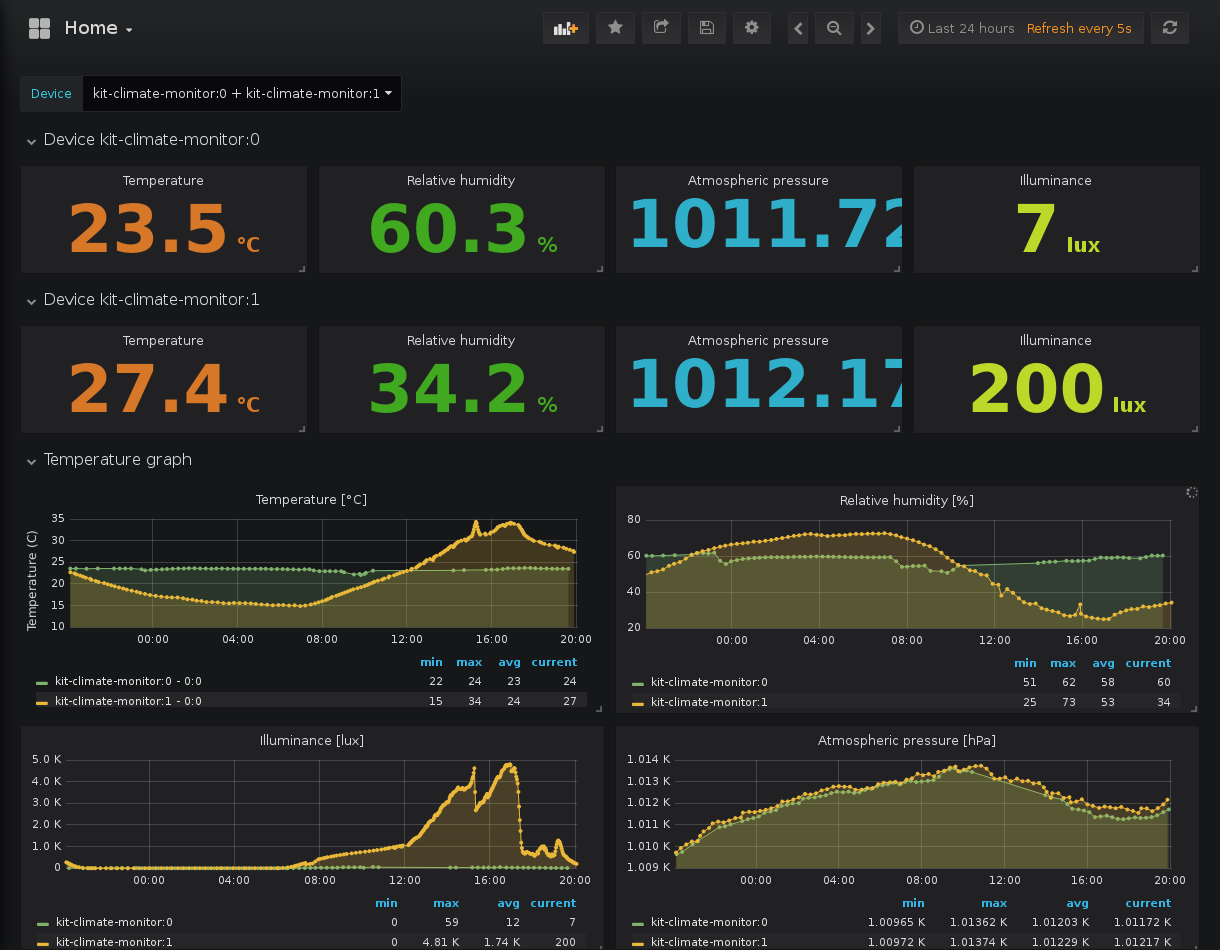 Home
Last 24 hours Refresh every 5s
Device kit-climate-monitor:0 + kit-climate-monitor:1
Device kit-climate-monitor:0
Temperature Relative humidity Atmospheric pressure Illuminance
23.5 °C 60.3 % 1011.72 7 lux
Device kit-climate-monitor:1
Temperature Relative humidity Atmospheric pressure Illuminance
27.4 °C 34.2 % 1012.17 200 lux
Temperature graph
Temperature [°C]
Temperature (C)
35
30
25
20
15
10
00:00 04:00 08:00 12:00 16:00 20:00
min max avg current
kit-climate-monitor:0 - 0:0 22 24 23 24
kit-climate-monitor:1 - 0:0 15 34 24 27
Relative humidity [%]
80
60
40
20
00:00 04:00 08:00 12:00 16:00 20:00
min max avg current
kit-climate-monitor:0 51 62 58 60
kit-climate-monitor:1 25 73 53 34
Illuminance [lux]
5.0 K
4.0 K
3.0 K
2.0 K
1.0 K
0
00:00 04:00 08:00 12:00 16:00 20:00
min max avg current
kit-climate-monitor:0 0 59 12 7
kit-climate-monitor:1 0 4.81 K 1.74 K 200
Atmospheric pressure [hPa]
1.014 K
1.013 K
1.012 K
1.011 K
1.010 K
1.009 K
00:00 04:00 08:00 12:00 16:00 20:00
min max avg current
kit-climate-monitor:0 1.00965 K 1.01362 K 1.01203 K 1.01172 K
kit-climate-monitor:1 1.00972 K 1.01374 K 1.01229 K 1.01217 K